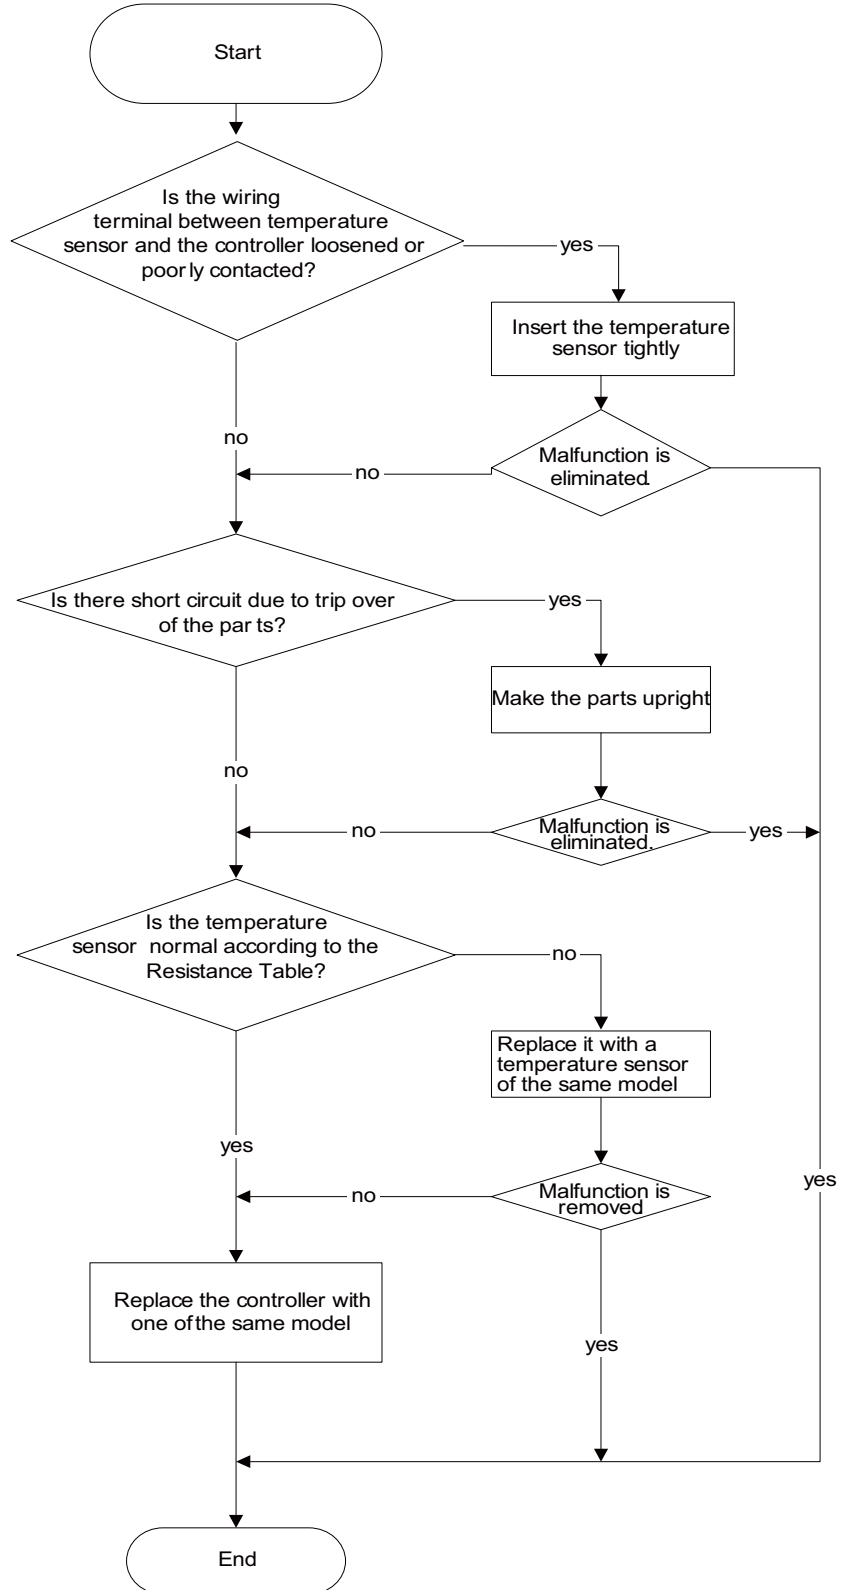 Start
Is the wiring
terminal between temperature
sensor and the controller loosened or
poorly contacted?
yes
Insert the temperature
sensor tightly
no
Malfunction is
eliminated.
no
Is there short circuit due to trip over
of the parts?
yes
Make the parts upright
no
no
Malfunction is
eliminated.
yes
Is the temperature
sensor normal according to the
Resistance Table?
no
Replace it with a
temperature sensor
of the same model
yes
yes
no
Malfunction is
removed
Replace the controller with
one of the same model
yes
End